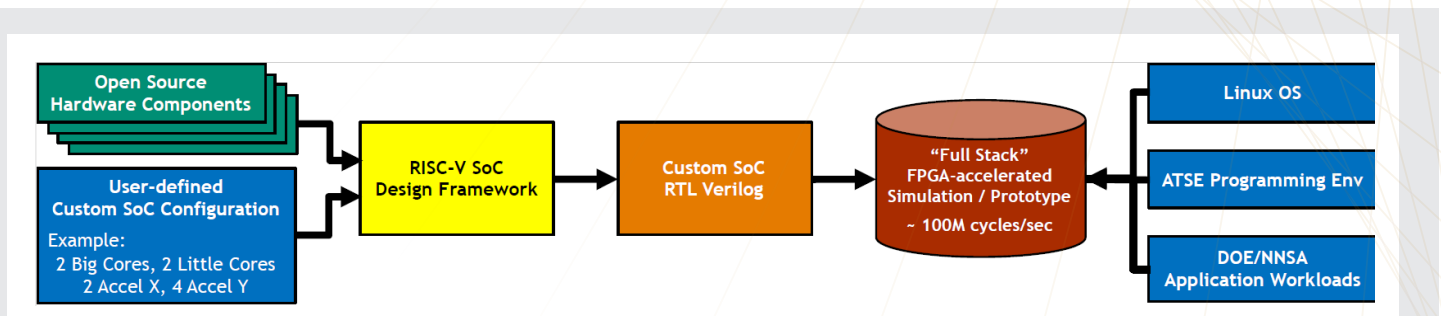 Open Source
Hardware Components
User-defined
Custom SoC Configuration
Example:
2 Big Cores, 2 Little Cores
2 Accel X, 4 Accel Y
RISC-V SoC
Design Framework
Custom SoC
RTL Verilog
“Full Stack”
FPGA-accelerated
Simulation / Prototype
~ 100M cycles/sec
Linux OS
ATSE Programming Env
DOE/NNSA
Application Workloads